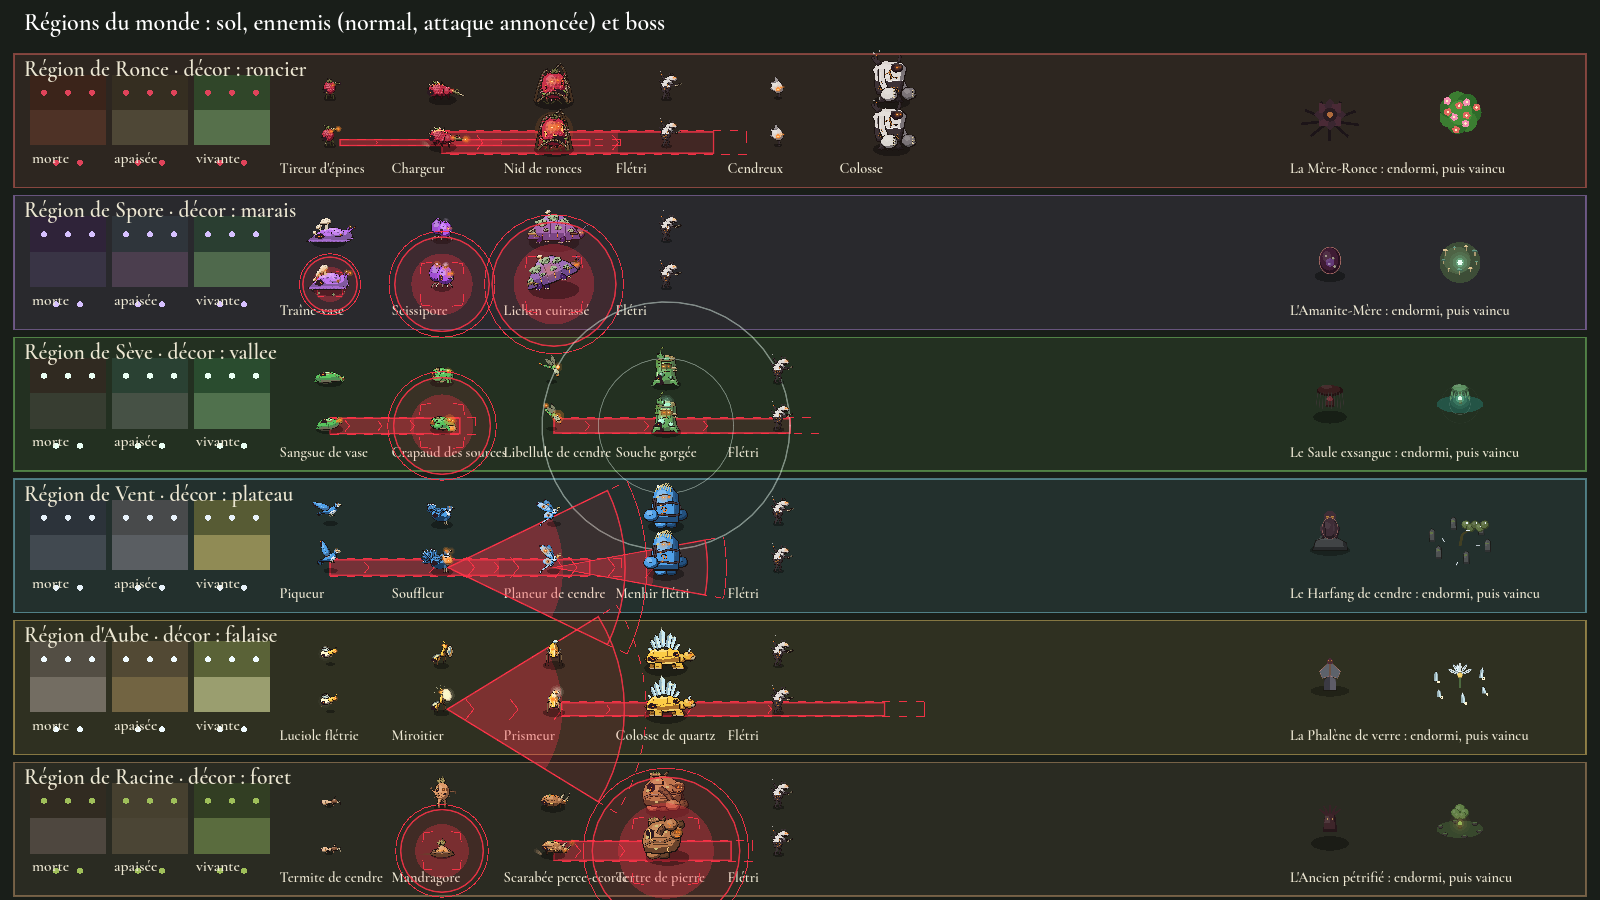 Régions du monde : sol, ennemis (normal, attaque annoncée) et boss
Région de Ronce · décor : roncier
morte apaisée vivante
Tireur d'épines Chargeur Nid de ronces Flétri Cendreux Colosse
La Mère-Ronce : endormi, puis vaincu
Région de Spore · décor : marais
morte apaisée vivante
Traîne-vase Scissipore Lichen cuirassé Flétri
L'Amanite-Mère : endormi, puis vaincu
Région de Sève · décor : vallee
morte apaisée vivante
Sangsue de vase Crapaud des sources Libellule de cendre Souche gorgée Flétri
Le Saule exsangue : endormi, puis vaincu
Région de Vent · décor : plateau
morte apaisée vivante
Piqueur Souffleur Planeur de cendre Menhir flétri Flétri
Le Harfang de cendre : endormi, puis vaincu
Région d'Aube · décor : falaise
morte apaisée vivante
Luciole flétrie Miroitier Prismeur Colosse de quartz Flétri
La Phalène de verre : endormi, puis vaincu
Région de Racine · décor : foret
morte apaisée vivante
Termite de cendre Mandragore Scarabée perce-écorce Tertre de pierre Flétri
L'Ancien pétrifié : endormi, puis vaincu